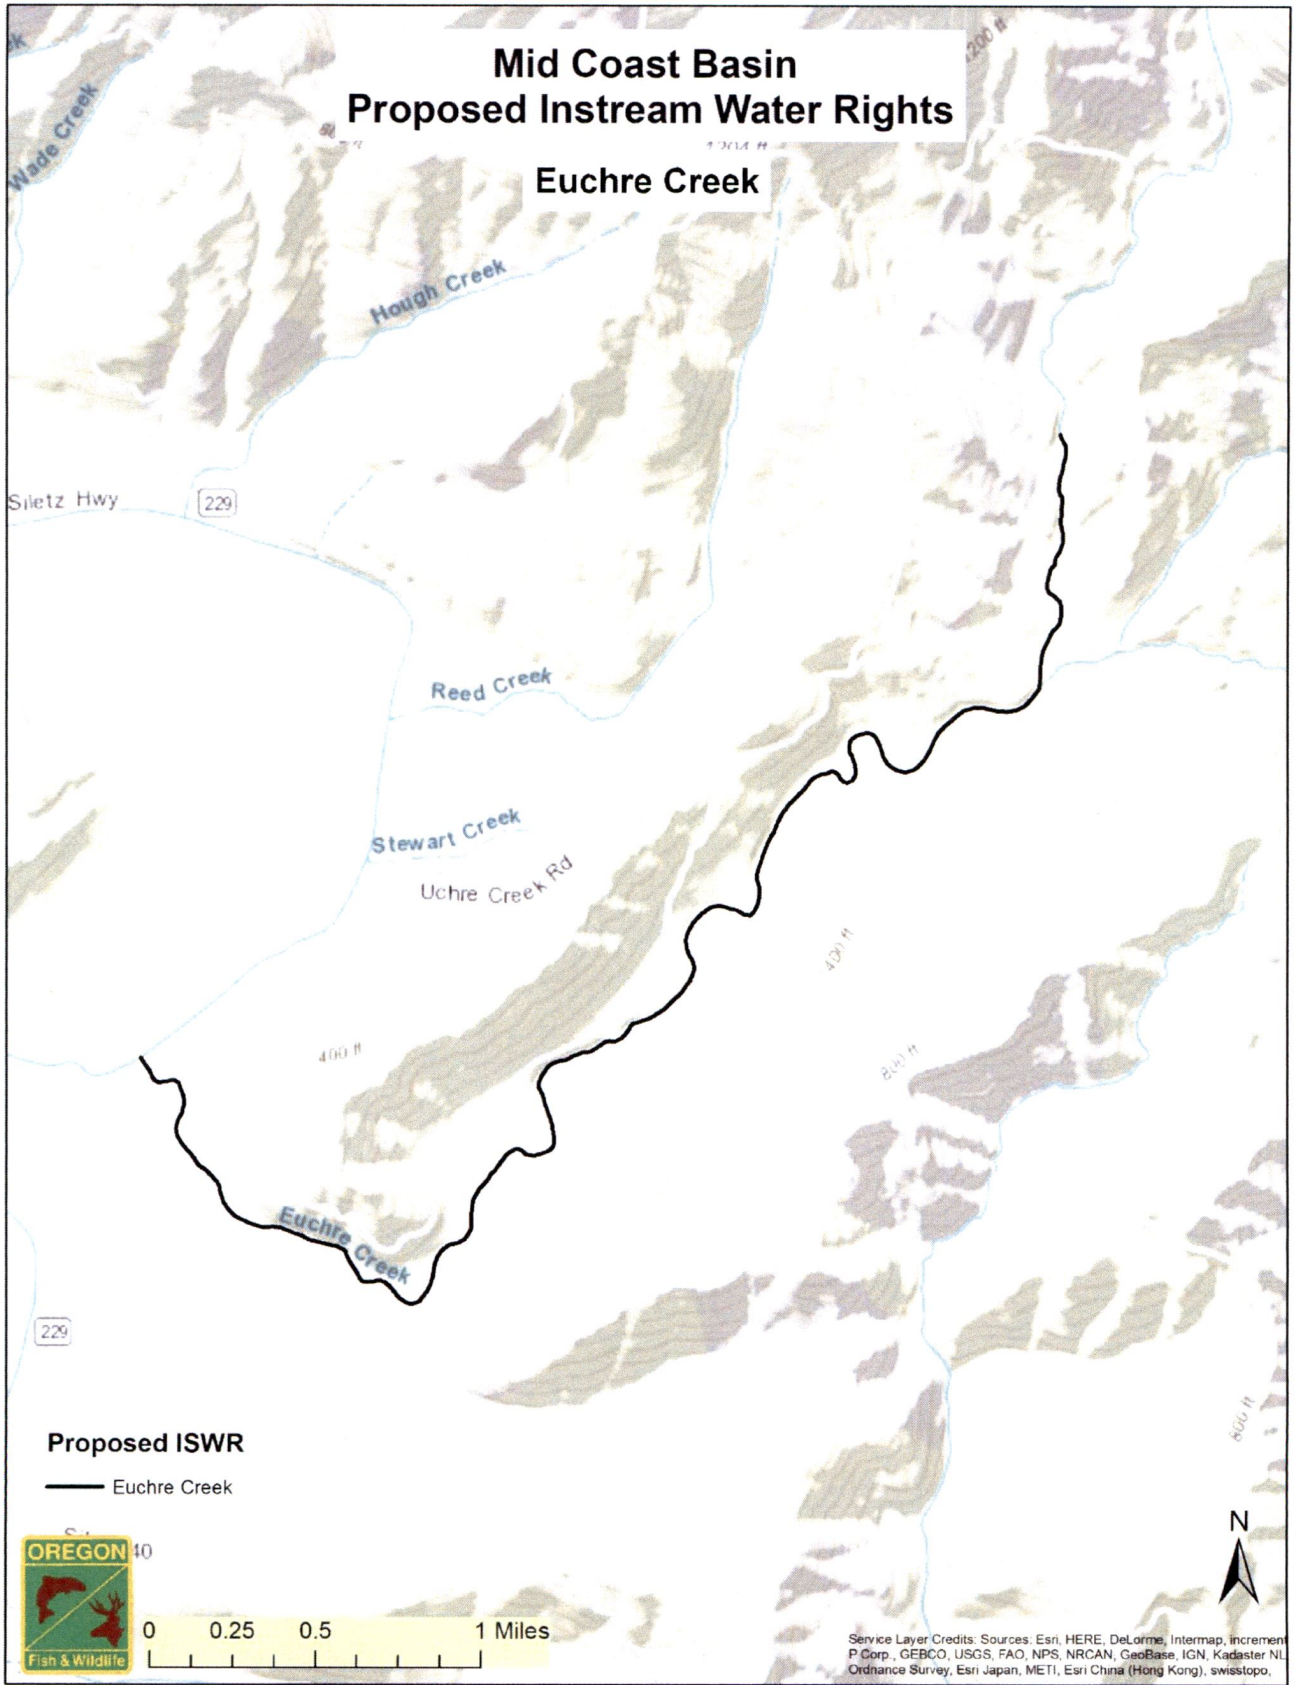 Mid Coast Basin
Proposed Instream Water Rights
Euchre Creek
Wade Creek
Hough Creek
Siletz Hwy
229
Reed Creek
Stewart Creek
Uchre Creek Rd
400 ft
400 ft
800 ft
Euchre Creek
229
800 ft
Proposed ISWR
Euchre Creek
OREGON
Fish & Wildlife
40
0 0.25 0.5 1 Miles
N
Service Layer Credits: Sources: Esri, HERE, DeLorme, Intermap, increment
P Corp., GEBCO, USGS, FAO, NPS, NRCAN, GeoBase, IGN, Kadaster NL,
Ordnance Survey, Esri Japan, METI, Esri China (Hong Kong), swisstopo,